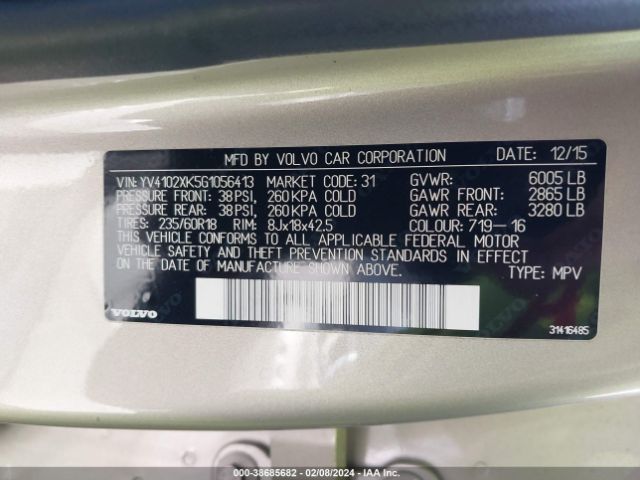 MFD BY VOLVO CAR CORPORATION DATE: 12/15
VIN: YV4102XK5G1056413 MARKET CODE: 31 GVWR: 6005 LB
PRESSURE FRONT: 38 PSI, 260 KPA COLD GAWR FRONT: 2865 LB
PRESSURE REAR: 38 PSI, 260 KPA COLD GAWR REAR: 3280 LB
TIRES: 235/60R18 RIM: 8Jx18x42.5 COLOUR: 719-16
THIS VEHICLE CONFORMS TO ALL APPLICABLE FEDERAL MOTOR
VEHICLE SAFETY AND THEFT PREVENTION STANDARDS IN EFFECT
ON THE DATE OF MANUFACTURE SHOWN ABOVE. TYPE: MPV
VOLVO 31416485
000-38685682 - 02/08/2024 - IAA Inc.